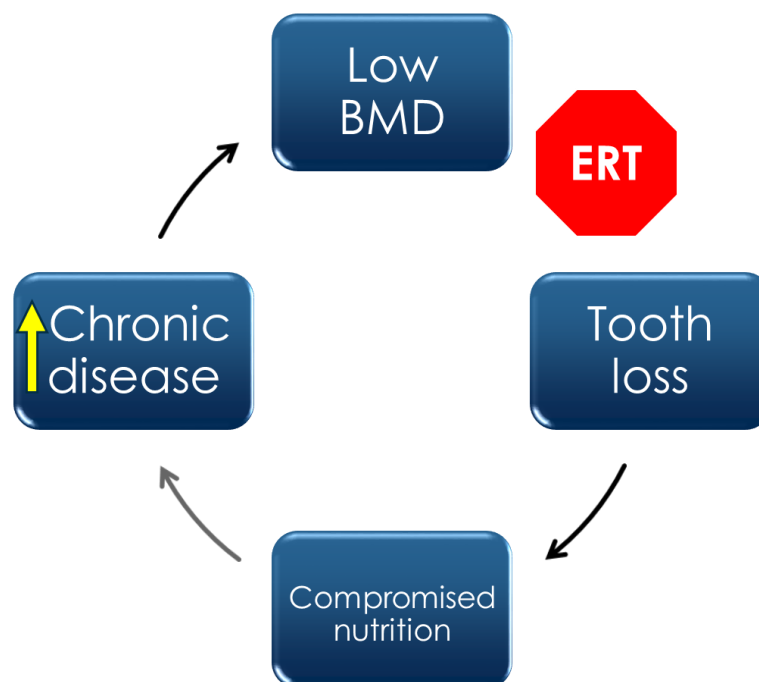 Low
BMD
ERT
Tooth
loss
Compromised
nutrition
Chronic
disease